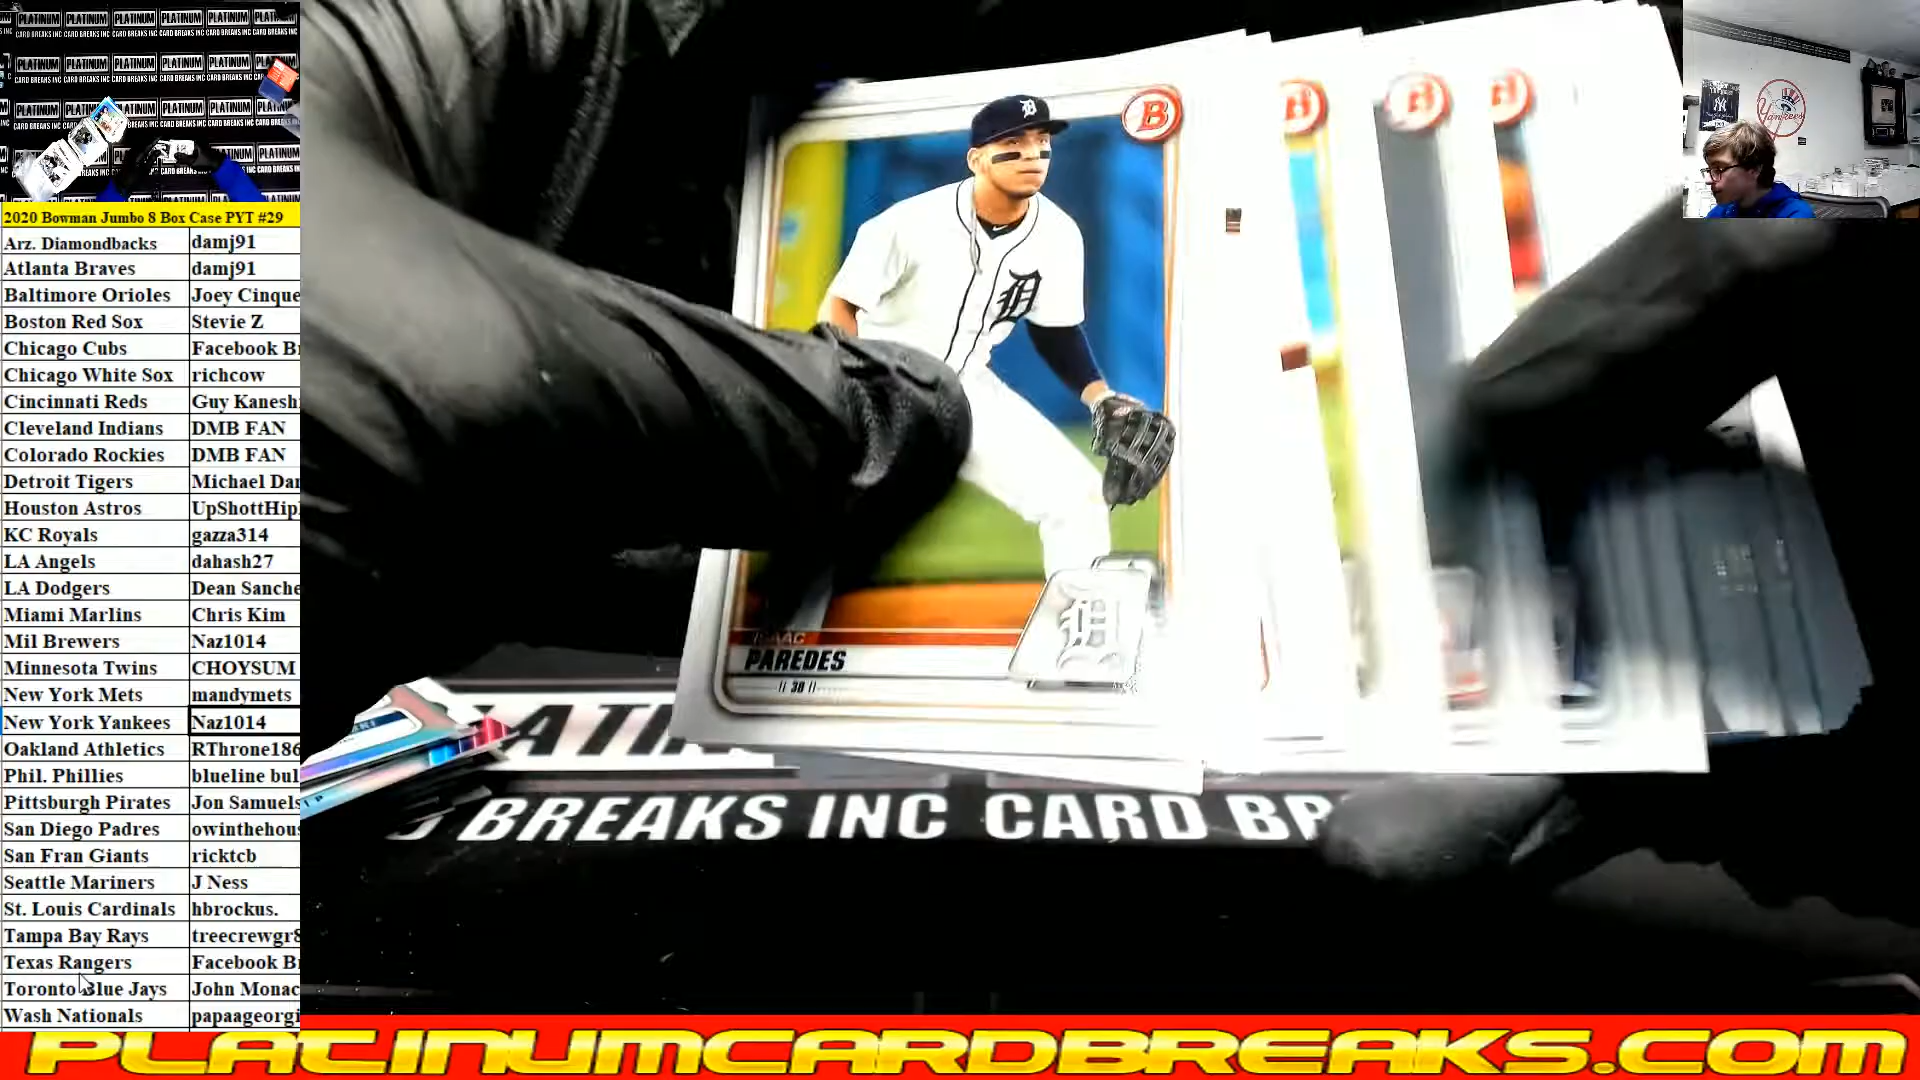 2020 Bowman Jumbo 8 Box Case PYT #29
Arz. Diamondbacks damj91
Atlanta Braves damj91
Baltimore Orioles Joey Cinque
Boston Red Sox Stevie Z
Chicago Cubs Facebook
Chicago White Sox richcow
Cincinnati Reds Guy Kanesh
Cleveland Indians DMB FAN
Colorado Rockies DMB FAN
Detroit Tigers Michael
Houston Astros UpShottHip
KC Royals gazza314
LA Angels dahash27
LA Dodgers Dean Sanche
Miami Marlins Chris Kim
Mil Brewers Naz1014
Minnesota Twins CHOYSUM
New York Mets mandymets
New York Yankees Naz1014
Oakland Athletics RThrone186
Phil. Phillies blueline bul
Pittsburgh Pirates Jon Samuels
San Diego Padres owinthehous
San Fran Giants ricktcb
Seattle Mariners J Ness
St. Louis Cardinals hbrockus.
Tampa Bay Rays treecrewgr8
Texas Rangers Facebook
Toronto Blue Jays John Monac
Wash Nationals papaageorgi
PLATINUM
CARD BREAKS INC
B
D
ISAAC
PAREDES
38
Yankees
BREAKS INC CARD
PLATINUMCARDBREAKS.COM